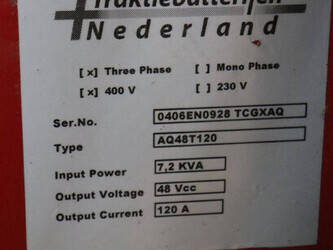 Tractiebatterijen
Nederland
[x] Three Phase [ ] Mono Phase
[x] 400 V [ ] 230 V
Ser.No. 0406EN0928 TCGXAQ
Type AQ48T120
Input Power 7,2 KVA
Output Voltage 48 Vcc
Output Current 120 A